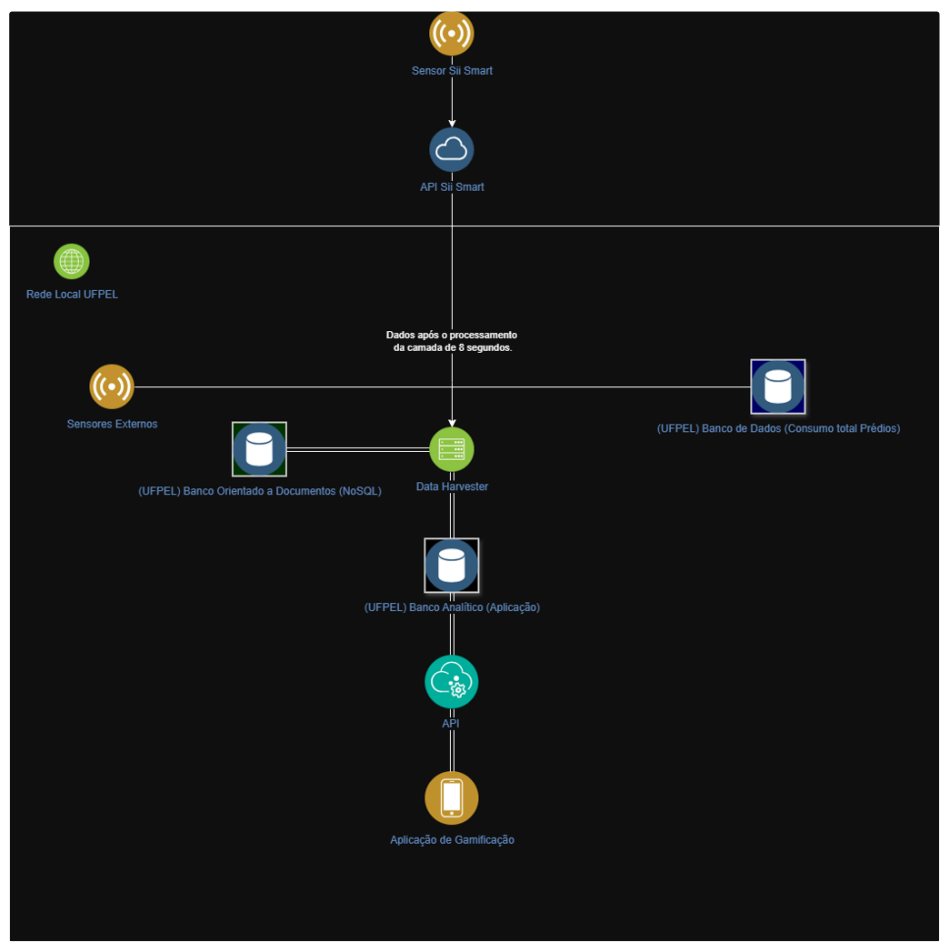 Sensor Sii Smart
API Sii Smart
Rede Local UFPEL
Dados após o processamento
da camada de 8 segundos.
Sensores Externos
(UFPEL) Banco de Dados (Consumo total Prédios)
(UFPEL) Banco Orientado a Documentos (NoSQL)
Data Harvester
(UFPEL) Banco Analítico (Aplicação)
API
Aplicação de Gamificação